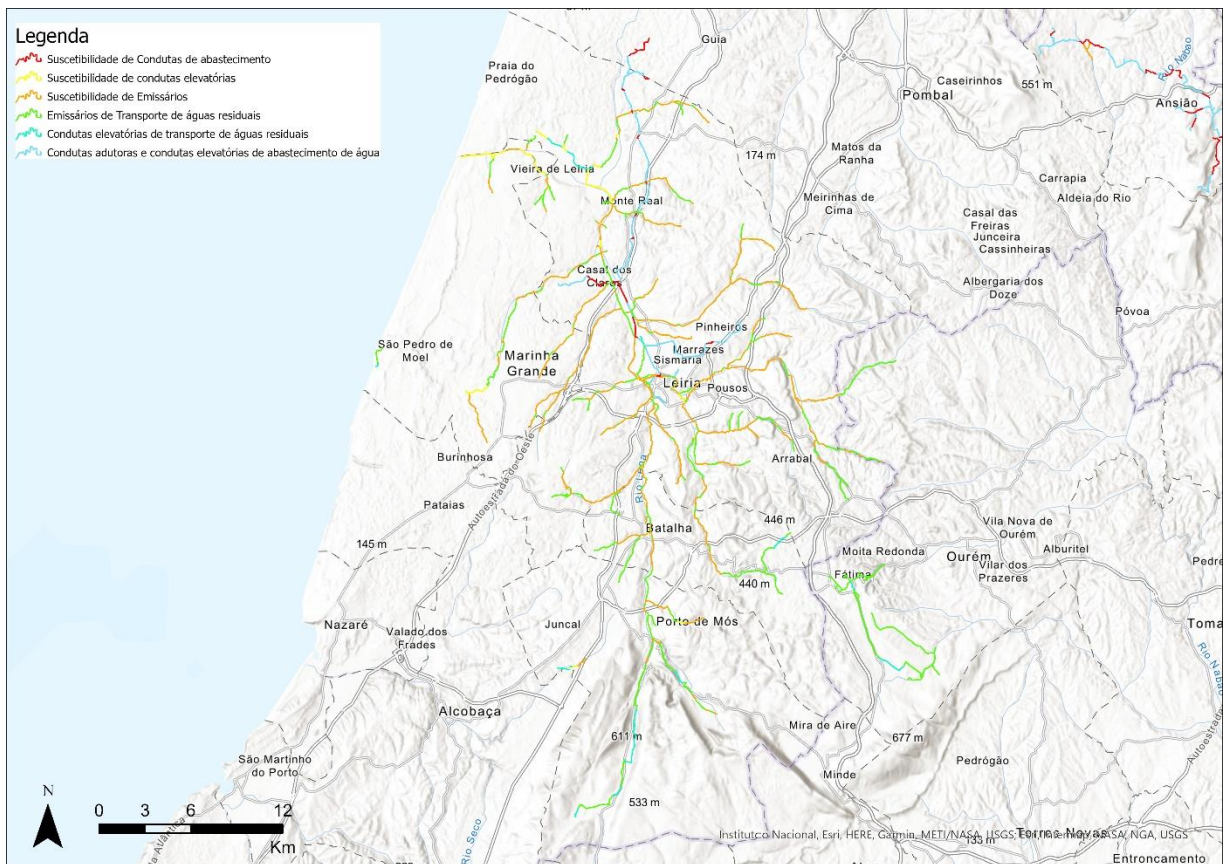 Legenda
Suscetibilidade de Condutas de abastecimento
Suscetibilidade de condutas elevatórias
Suscetibilidade de Emissários
Emissários de Transporte de águas residuais
Condutas elevatórias de transporte de águas residuais
Condutas adutoras e condutas elevatórias de abastecimento de água
Guia
Praia do
Pedrógão
Caseirinhos
Pombal
551 m
Rio Nabão
Ansião
Vieira de Leiria
174 m
Matos da
Ranha
Monte Real
Meirinhas de
Cima
Carrapia
Aldeia do Rio
Casal das
Freiras
Junceira
Cassinheiras
Casal dos
Claros
Albergaria dos
Doze
Póvoa
São Pedro de
Moel
Pinheiros
Marinha
Grande
Marrazes
Sismaria
Leiria
Pousos
Autoestrada do Oeste
Burinhosa
Arrabal
Rio Lena
Pataias
145 m
Batalha
446 m
Vila Nova de
Ourém
Moita Redonda
Ourém
Alburitel
Vilar dos
Prazeres
440 m
Fátima
Nazaré
Juncal
Porto de Mós
Valado dos
Frades
Rio Nabão
Alcobaça
611 m
Mira de Aire
677 m
São Martinho
do Porto
Minde
Pedrógão
533 m
N
0 3 6 12
Km
Rio Seco
133 m
Entroncamento